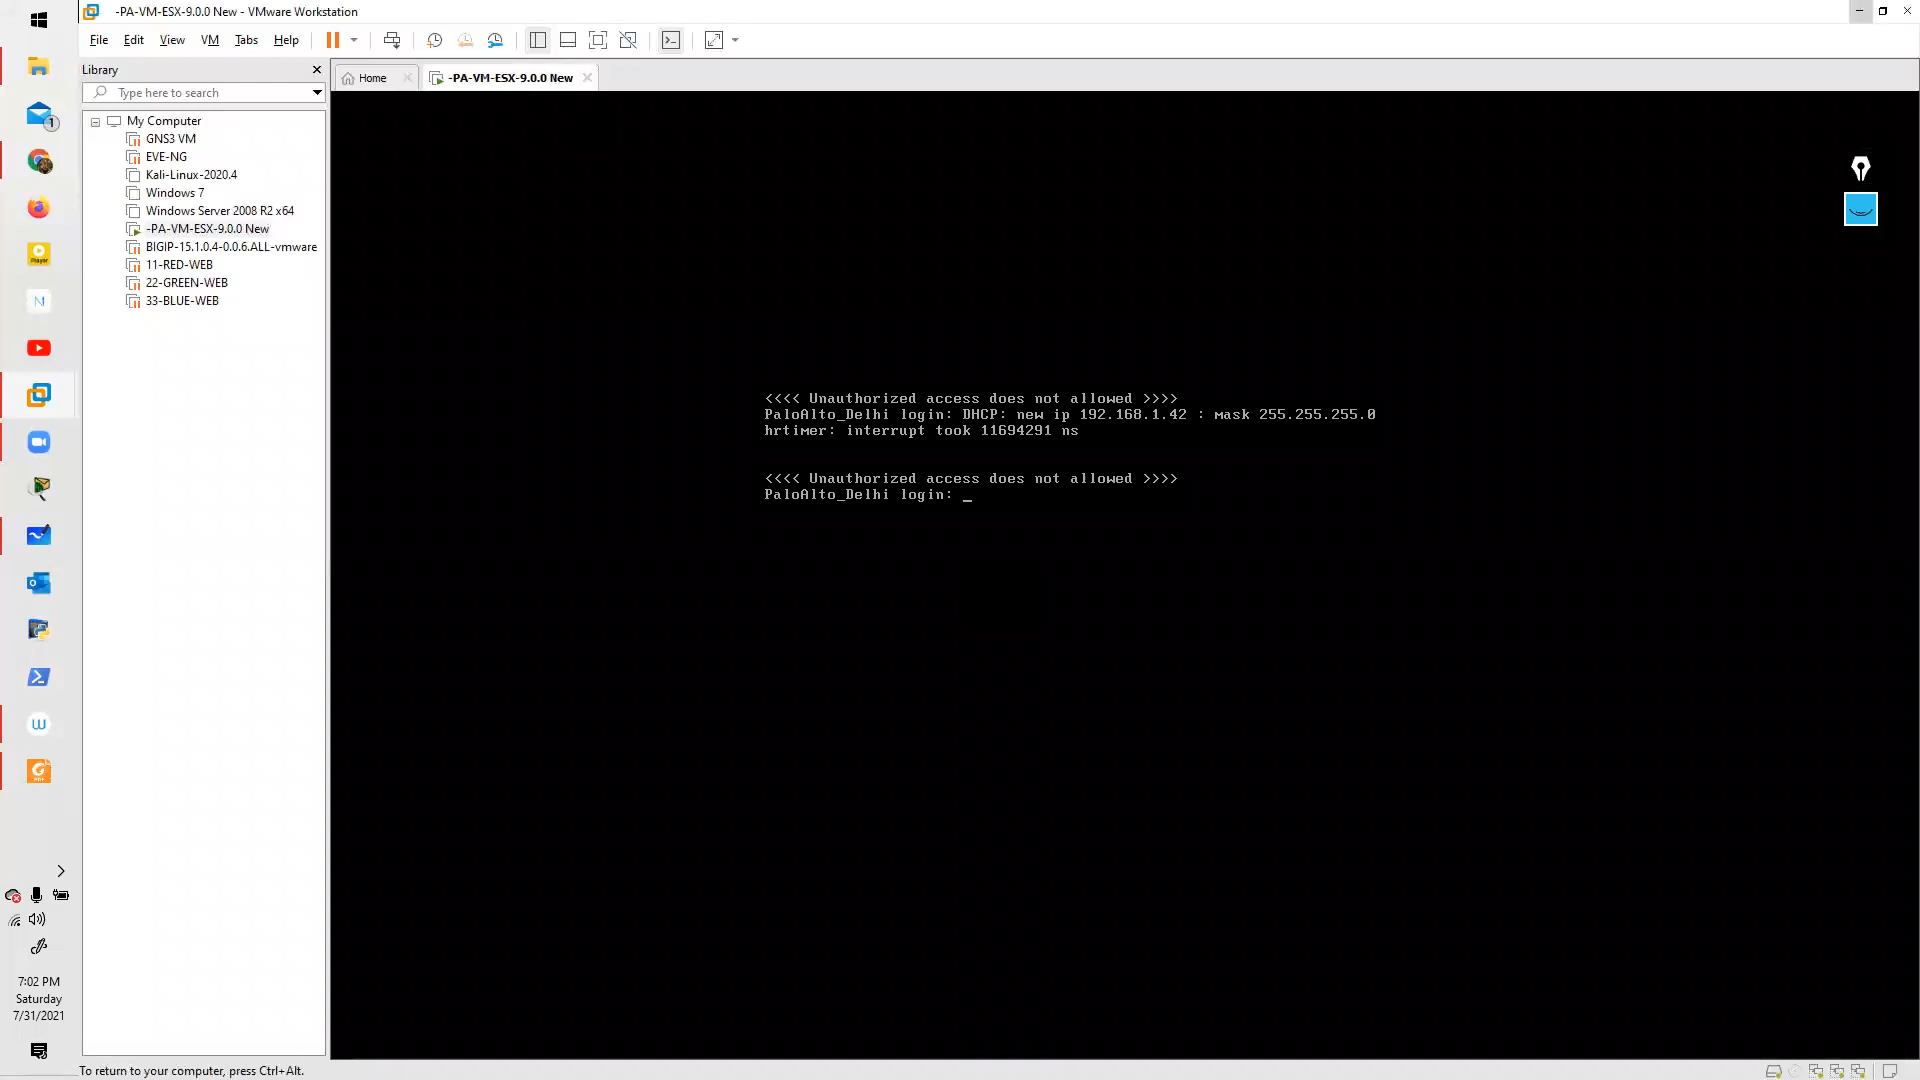 -PA-VM-ESX-9.0.0 New - VMware Workstation
File Edit View VM Tabs Help
Library
Type here to search
My Computer
GNS3 VM
EVE-NG
Kali-Linux-2020.4
Windows 7
Windows Server 2008 R2 x64
-PA-VM-ESX-9.0.0 New
BIGIP-15.1.0.4-0.0.6.ALL-vmware
11-RED-WEB
22-GREEN-WEB
33-BLUE-WEB
Home
-PA-VM-ESX-9.0.0 New
<<<< Unauthorized access does not allowed >>>>
PaloAlto_Delhi login: DHCP: new ip 192.168.1.42 : mask 255.255.255.0
hrtimer: interrupt took 11694291 ns
<<<< Unauthorized access does not allowed >>>>
PaloAlto_Delhi login: _
1
Player
N
W
7:02 PM
Saturday
7/31/2021
To return to your computer, press Ctrl+Alt.